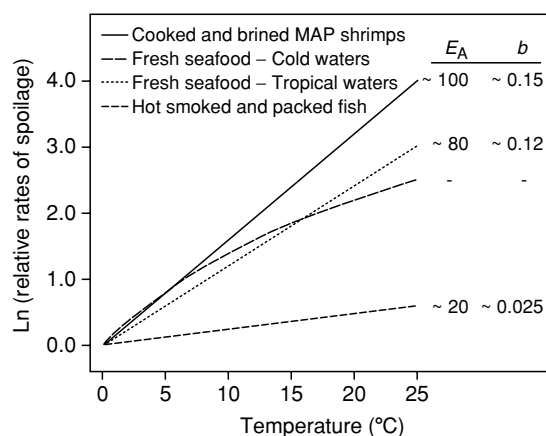 Cooked and brined MAP shrimps
Fresh seafood – Cold waters
Fresh seafood – Tropical waters
Hot smoked and packed fish
E_A b
~ 100 ~ 0.15
~ 80 ~ 0.12
- -
~ 20 ~ 0.025
Ln (relative rates of spoilage)
4.0
3.0
2.0
1.0
0.0
0 5 10 15 20 25
Temperature (°C)